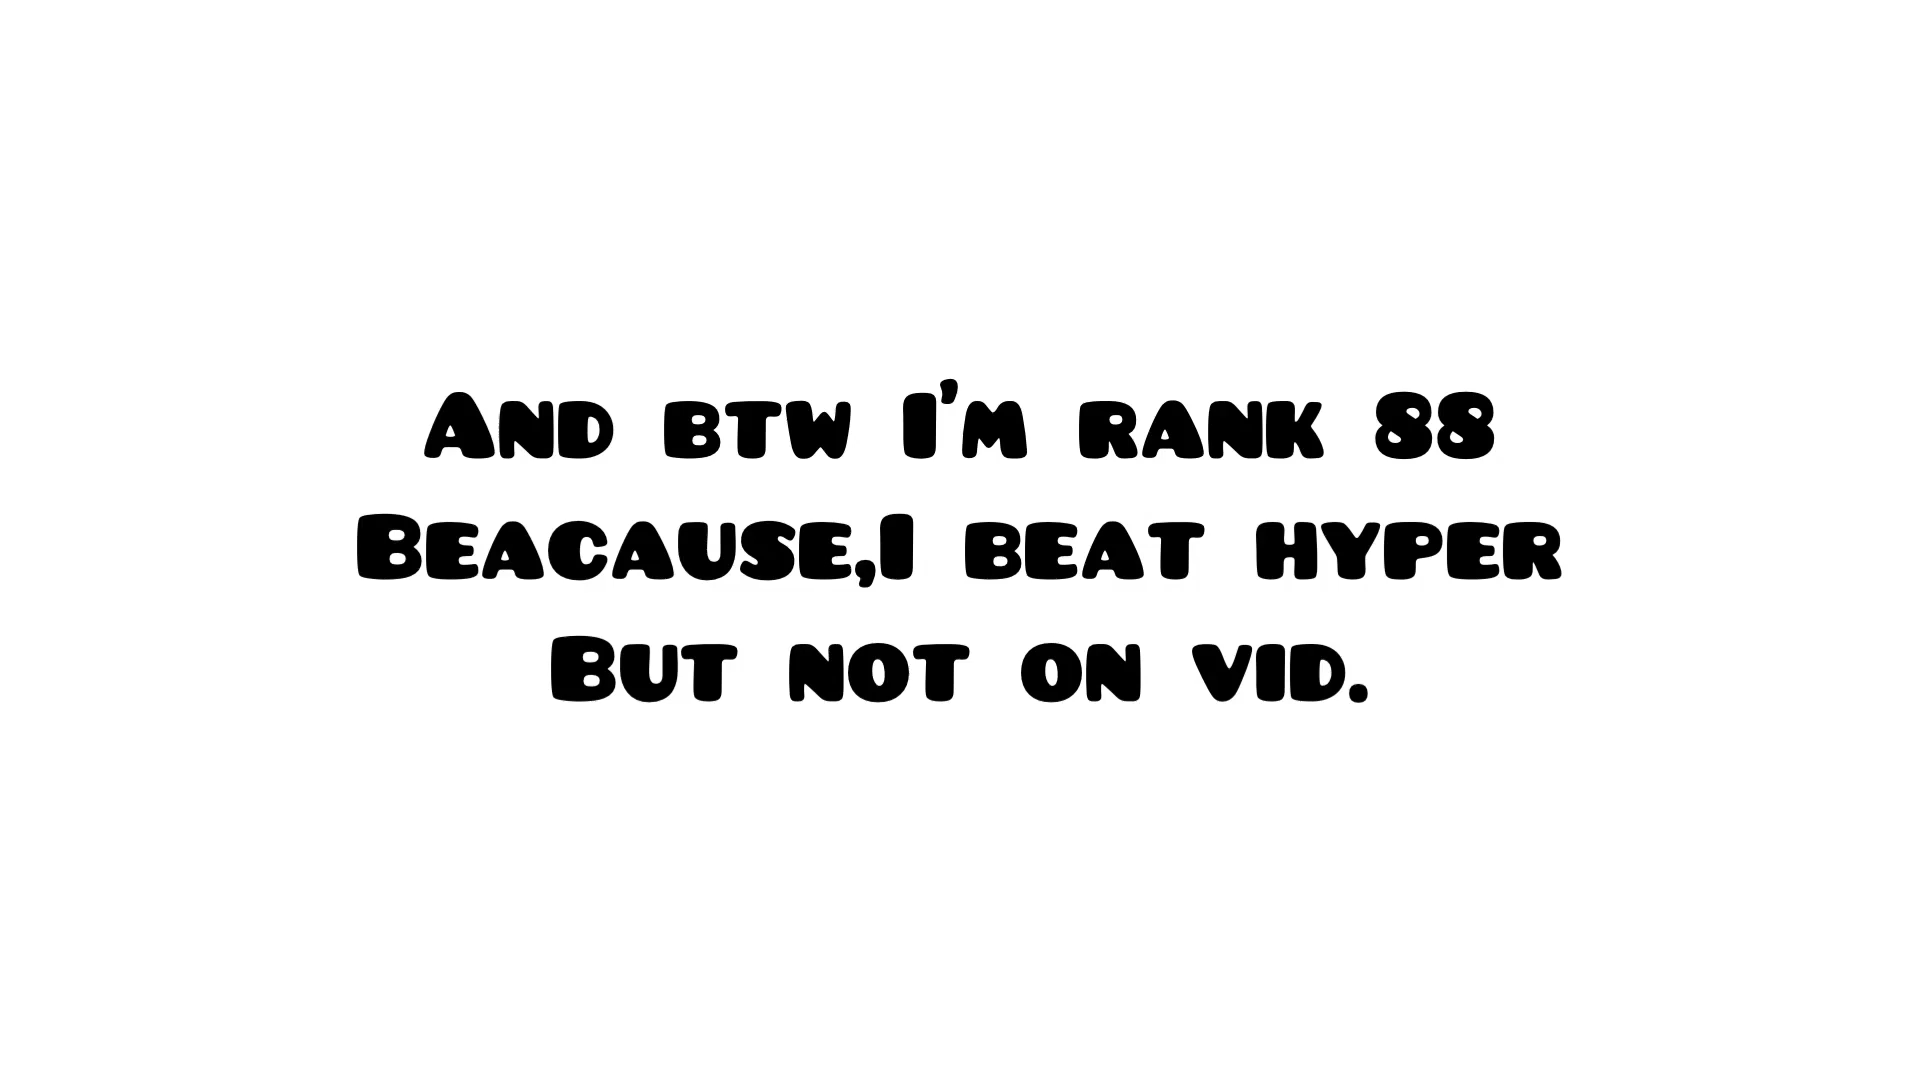 And btw I'm rank 88
Beacause,I beat hyper
But not on vid.